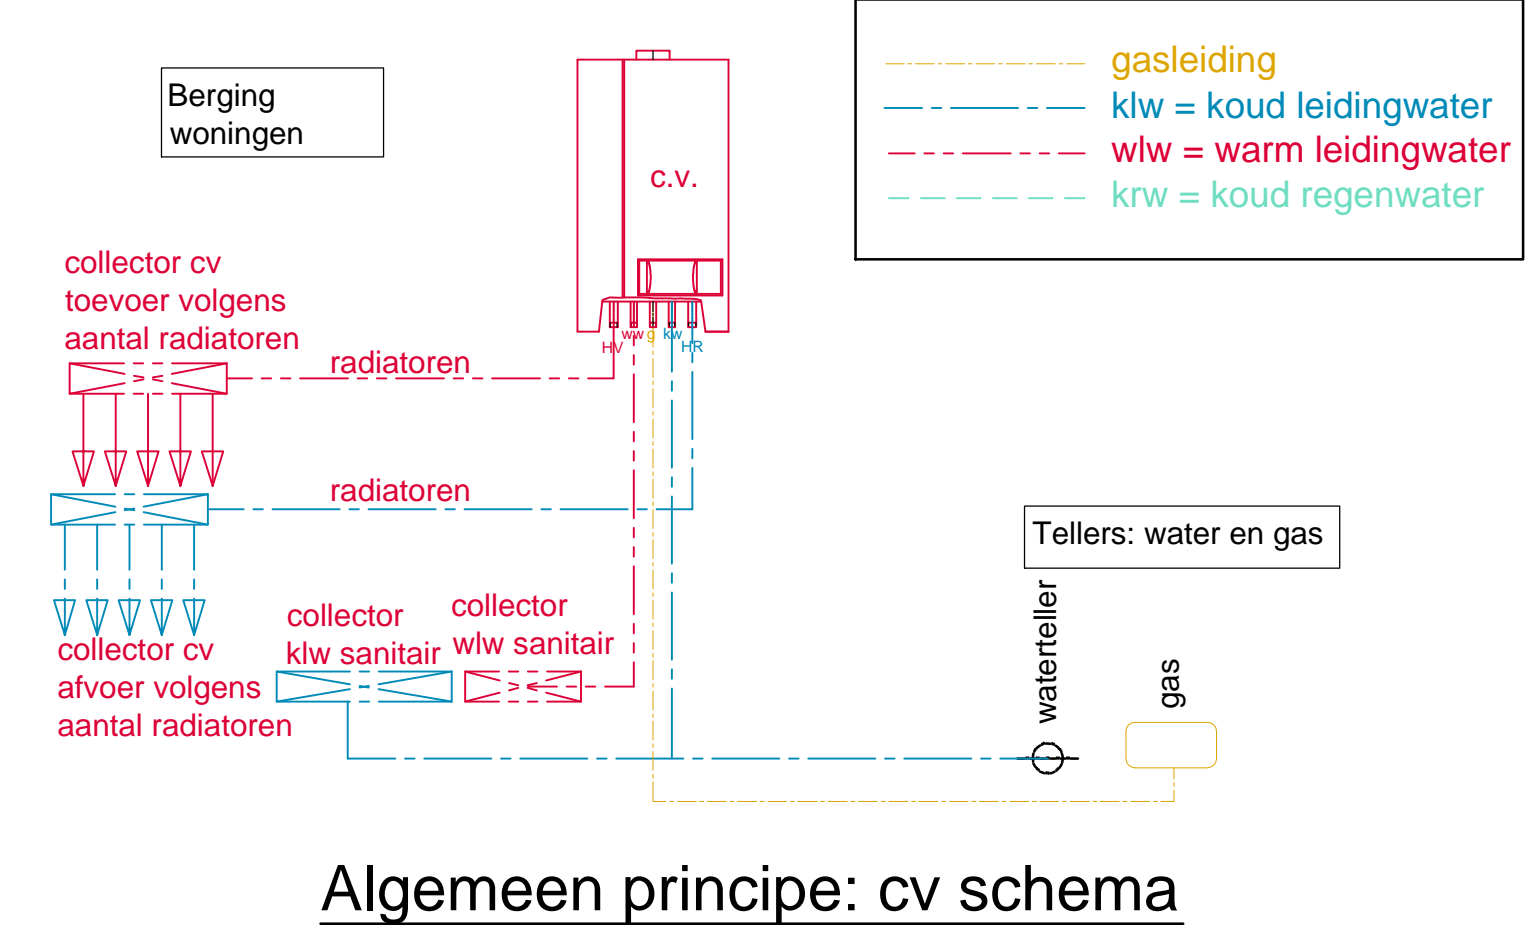 Berging
woningen
c.v.
gasleiding
klw = koud leidingwater
wlw = warm leidingwater
krw = koud regenwater
collector cv
toevoer volgens
aantal radiatoren
HV
ww
g
kw
HR
radiatoren
radiatoren
Tellers: water en gas
waterteller
gas
collector
klw sanitair
collector
wlw sanitair
collector cv
afvoer volgens
aantal radiatoren
Algemeen principe: cv schema